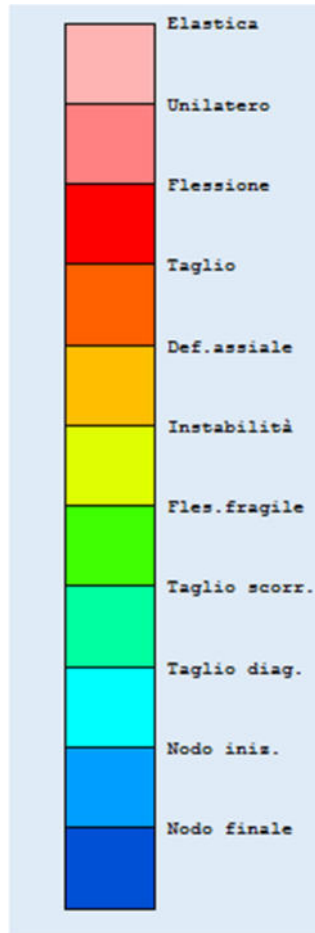 Elastica
Unilatero
Flessione
Taglio
Def.assiale
Instabilità
Fles.fragile
Taglio scorr.
Taglio diag.
Nodo iniz.
Nodo finale